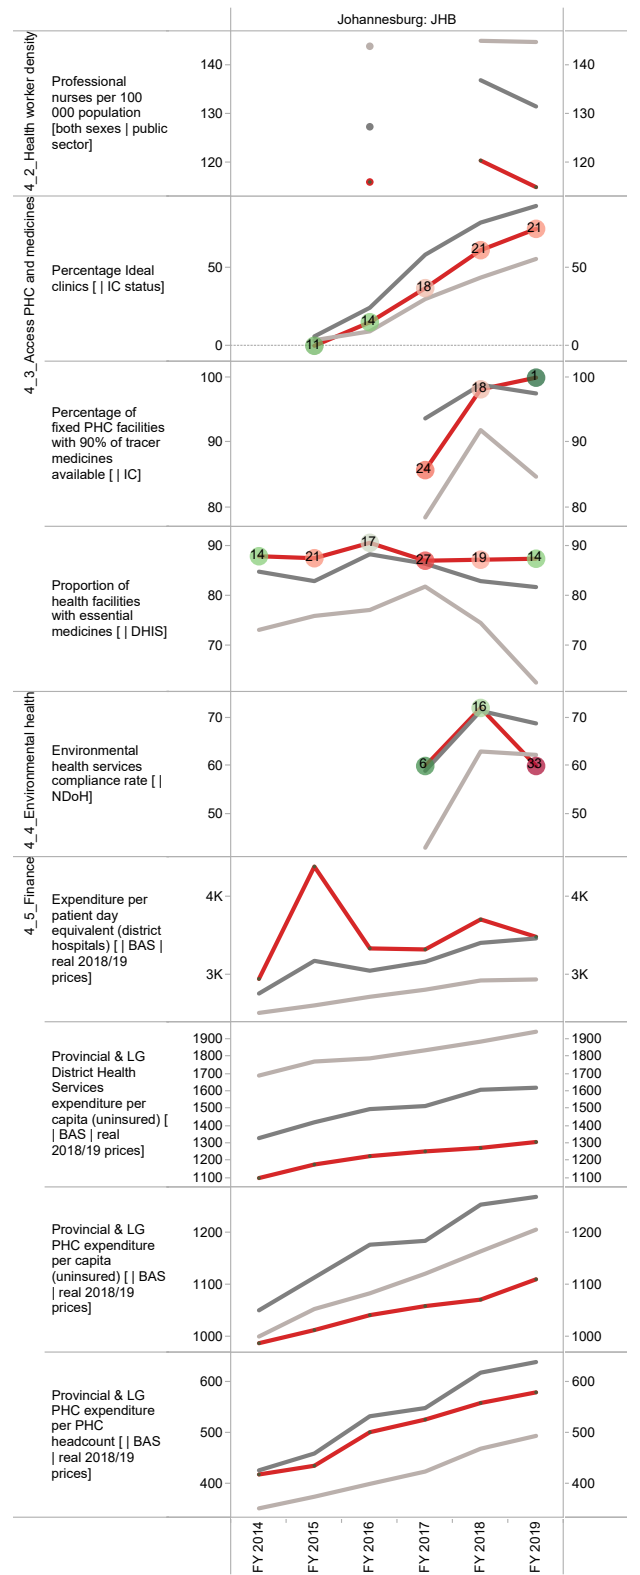 Johannesburg: JHB
4_2_Health worker density
Professional
nurses per 100
000 population
[both sexes | public
sector]
140
130
120
140
130
120
4_3_Access PHC and medicines
Percentage Ideal
clinics [ | IC status]
50
0
11
14
18
21
21
50
0
Percentage of
fixed PHC facilities
with 90% of tracer
medicines
available [ | IC]
100
90
80
24
18
1
100
90
80
Proportion of
health facilities
with essential
medicines [ | DHIS]
90
80
70
14
21
17
27
19
14
90
80
70
4_4_Environmental health
Environmental
health services
compliance rate [ |
NDoH]
70
60
50
6
16
33
70
60
50
4_5_Finance
Expenditure per
patient day
equivalent (district
hospitals) [ | BAS |
real 2018/19
prices]
4K
3K
4K
3K
Provincial & LG
District Health
Services
expenditure per
capita (uninsured) [
| BAS | real
2018/19 prices]
1900
1800
1700
1600
1500
1400
1300
1200
1100
1900
1800
1700
1600
1500
1400
1300
1200
1100
Provincial & LG
PHC expenditure
per capita
(uninsured) [ | BAS
| real 2018/19
prices]
1200
1100
1000
1200
1100
1000
Provincial & LG
PHC expenditure
per PHC
headcount [ | BAS
| real 2018/19
prices]
600
500
400
600
500
400
FY 2014
FY 2015
FY 2016
FY 2017
FY 2018
FY 2019